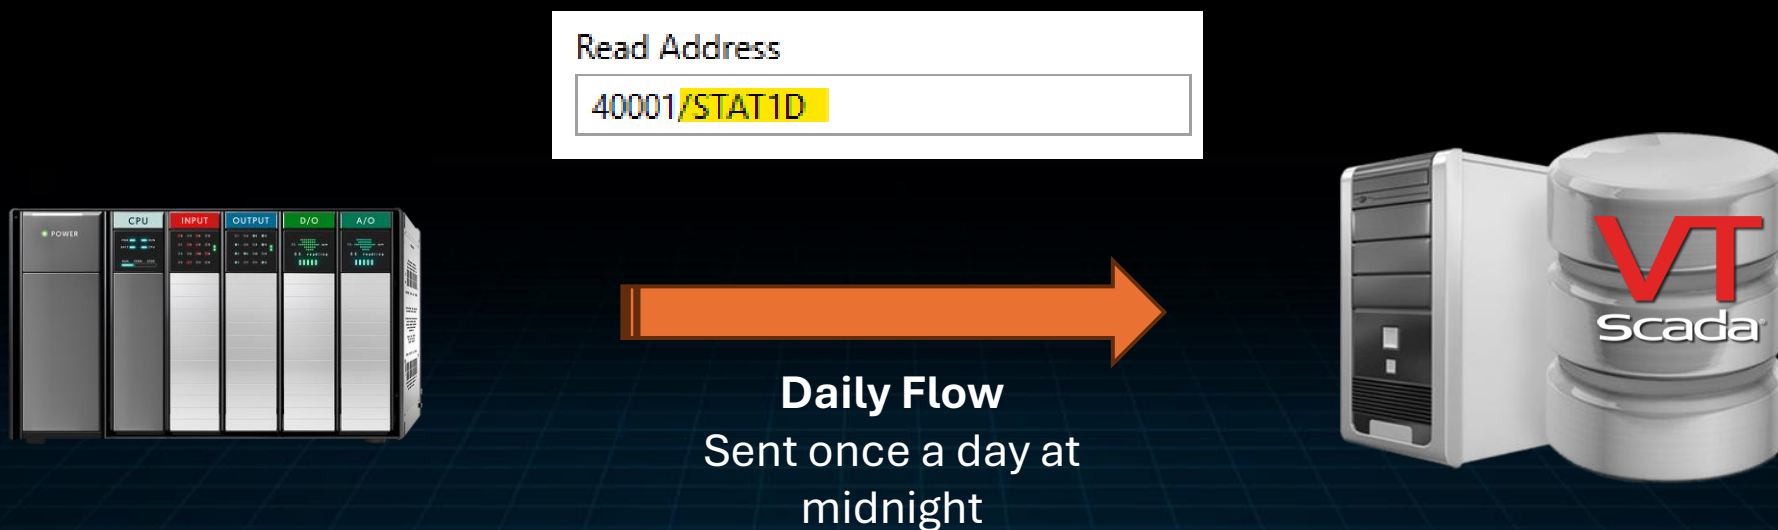 Read Address
40001/STAT1D
POWER
CPU
INPUT
OUTPUT
D/O
A/O
VT
Scada
Daily Flow
Sent once a day at
midnight